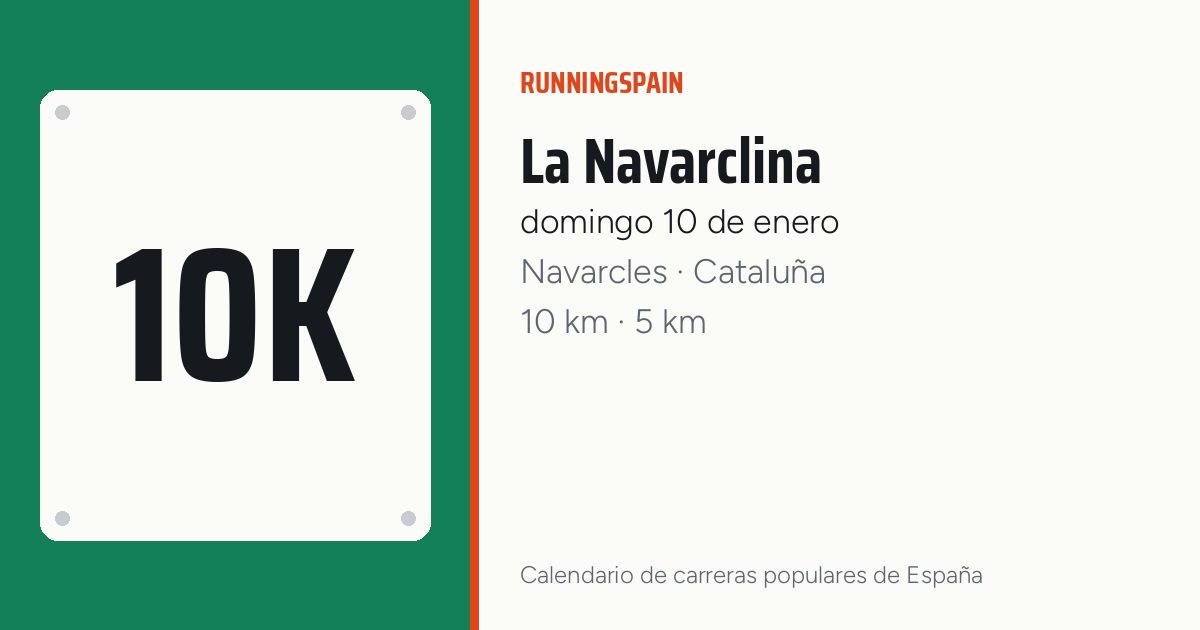 10K
RUNNINGSPAIN
La Navarclina
domingo 10 de enero
Navarcles · Cataluña
10 km · 5 km
Calendario de carreras populares de España